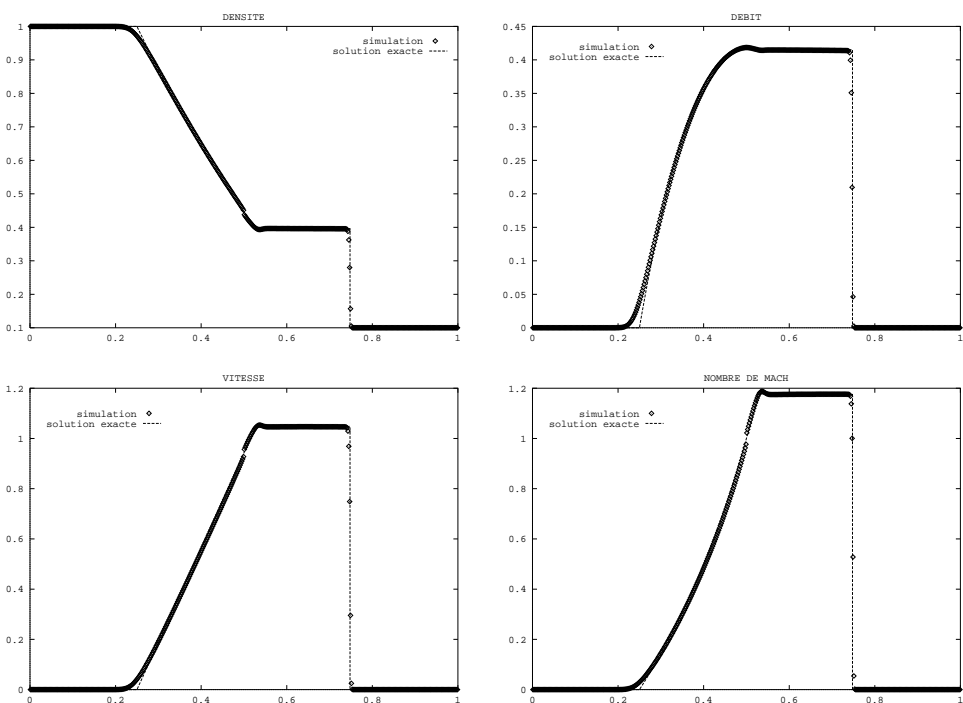 DENSITE
1
0.9
0.8
0.7
0.6
0.5
0.4
0.3
0.2
0.1
0 0.2 0.4 0.6 0.8 1
simulation
solution exacte
DEBIT
0.45
0.4
0.35
0.3
0.25
0.2
0.15
0.1
0.05
0
0 0.2 0.4 0.6 0.8 1
simulation
solution exacte
VITESSE
1.2
1
0.8
0.6
0.4
0.2
0
0 0.2 0.4 0.6 0.8 1
simulation
solution exacte
NOMBRE DE MACH
1.2
1
0.8
0.6
0.4
0.2
0
0 0.2 0.4 0.6 0.8 1
simulation
solution exacte